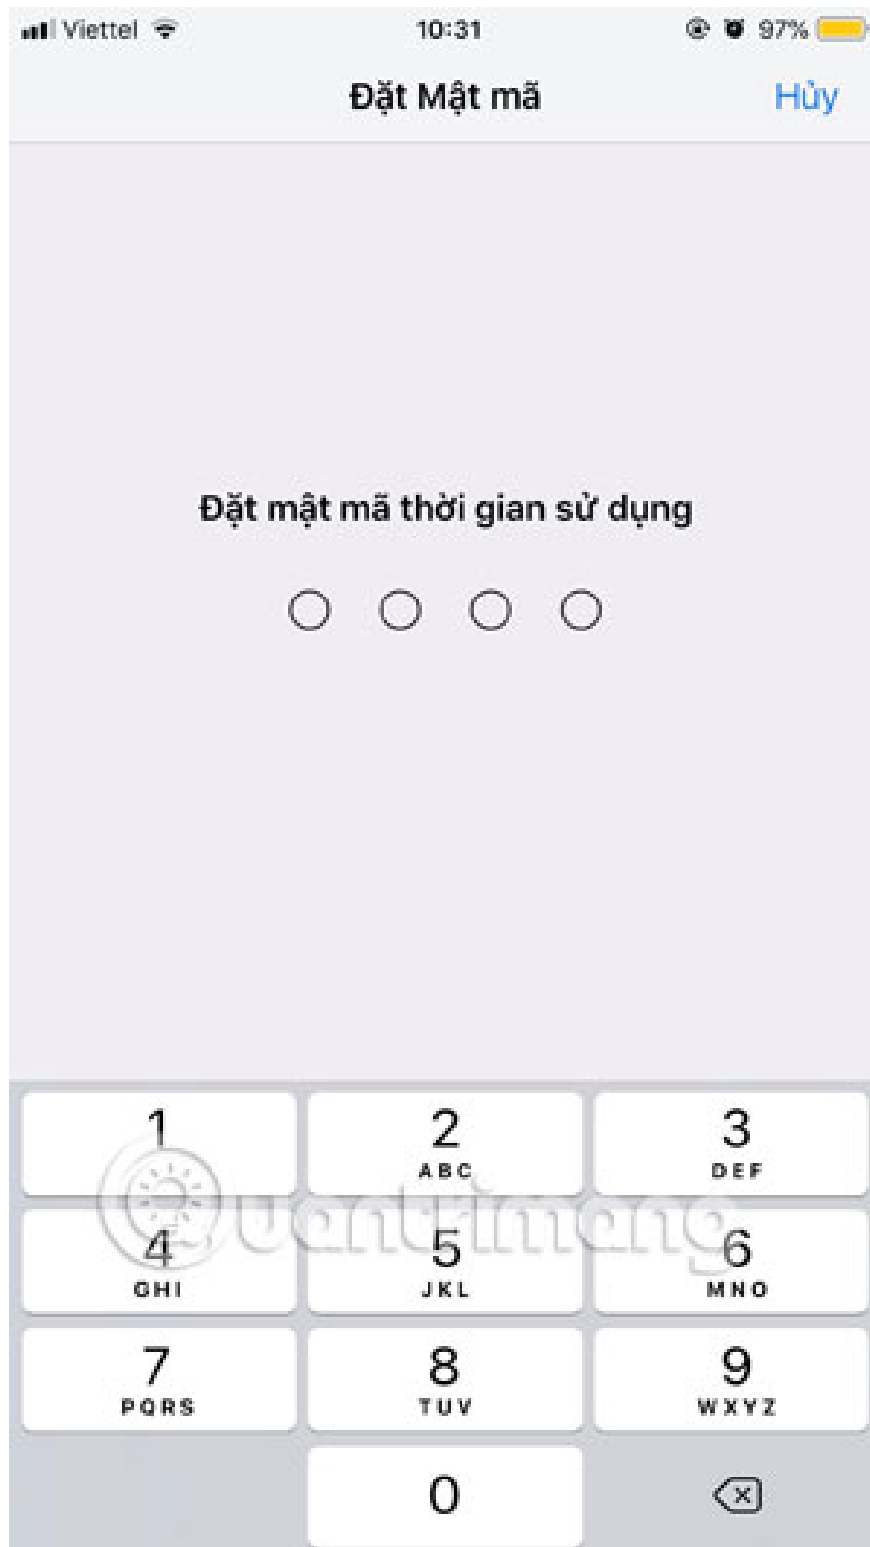 Viettel 10:31 97%
Đặt Mật mã Hủy
Đặt mật mã thời gian sử dụng
1 2 3
ABC DEF
Quantrimang
4 5 6
GHI JKL MNO
7 8 9
PQRS TUV WXYZ
0